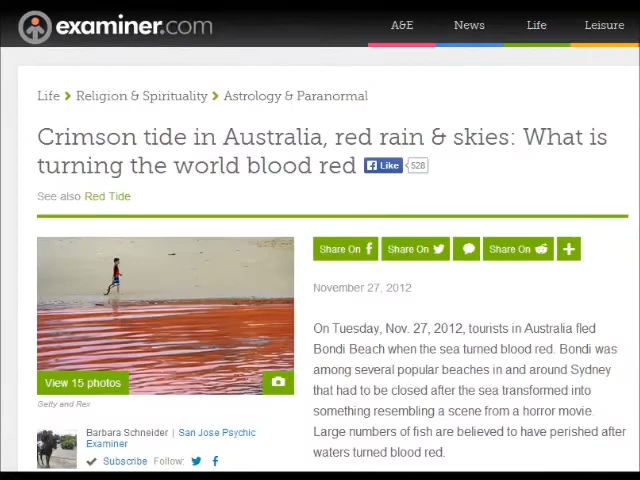 examiner.com
A&E News Life Leisure
Life Religion & Spirituality Astrology & Paranormal
Crimson tide in Australia, red rain & skies: What is
turning the world blood red Like 528
See also Red Tide
View 15 photos
Getty and Rex
Barbara Schneider | San Jose Psychic
Examiner
Subscribe Follow:
Share On Share On Share On
November 27, 2012
On Tuesday, Nov. 27, 2012, tourists in Australia fled
Bondi Beach when the sea turned blood red. Bondi was
among several popular beaches in and around Sydney
that had to be closed after the sea transformed into
something resembling a scene from a horror movie.
Large numbers of fish are believed to have perished after
waters turned blood red.